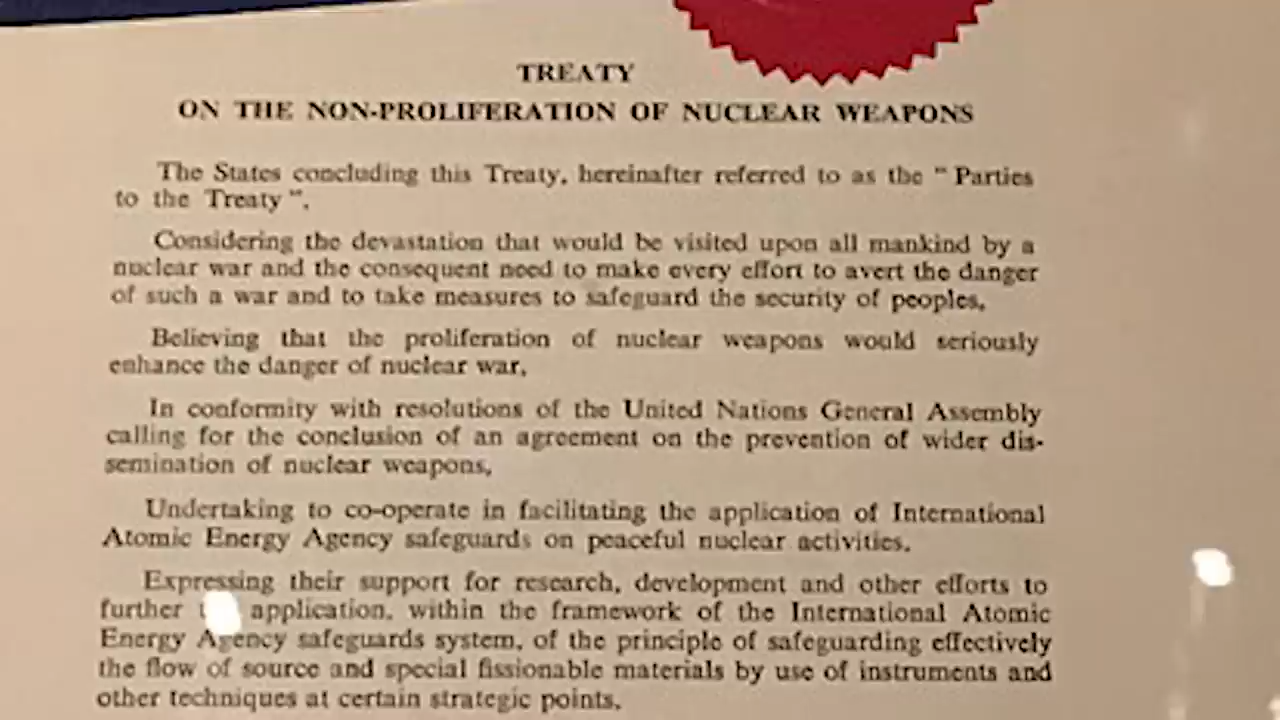 TREATY
ON THE NON-PROLIFERATION OF NUCLEAR WEAPONS
The States concluding this Treaty, hereinafter referred to as the " Parties
to the Treaty ",
Considering the devastation that would be visited upon all mankind by a
nuclear war and the consequent need to make every effort to avert the danger
of such a war and to take measures to safeguard the security of peoples,
Believing that the proliferation of nuclear weapons would seriously
enhance the danger of nuclear war,
In conformity with resolutions of the United Nations General Assembly
calling for the conclusion of an agreement on the prevention of wider dis-
semination of nuclear weapons,
Undertaking to co-operate in facilitating the application of International
Atomic Energy Agency safeguards on peaceful nuclear activities,
Expressing their support for research, development and other efforts to
further application, within the framework of the International Atomic
Energy Agency safeguards system, of the principle of safeguarding effectively
the flow of source and special fissionable materials by use of instruments and
other techniques at certain strategic points,